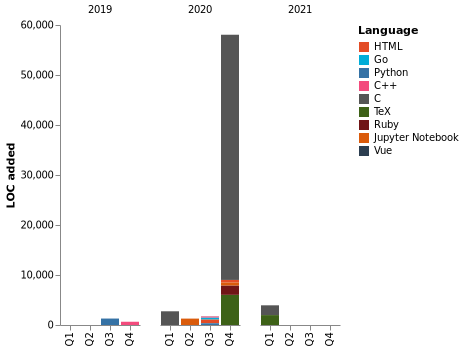 2019 2020 2021
Language
HTML
Go
Python
C++
C
TeX
Ruby
Jupyter Notebook
Vue
LOC added
60,000
50,000
40,000
30,000
20,000
10,000
0
Q1 Q2 Q3 Q4 Q1 Q2 Q3 Q4 Q1 Q2 Q3 Q4